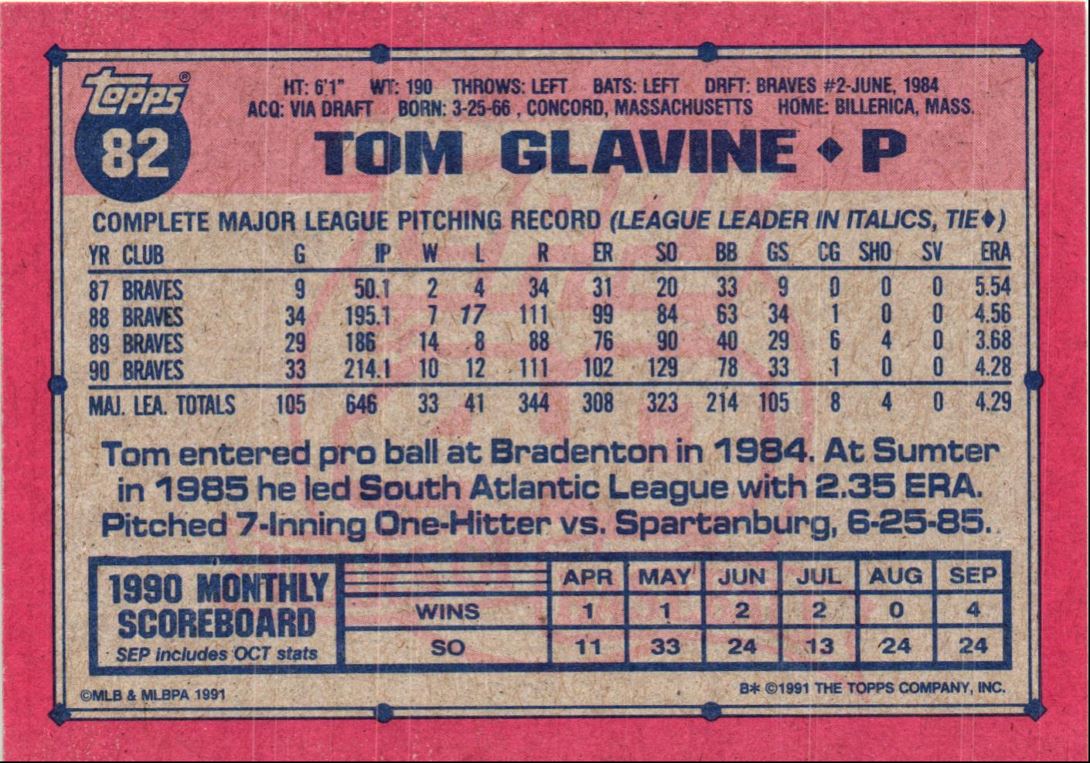 Topps®
82
HT: 6'1" WT: 190 THROWS: LEFT BATS: LEFT DRFT: BRAVES #2-JUNE, 1984
ACQ: VIA DRAFT BORN: 3-25-66 , CONCORD, MASSACHUSETTS HOME: BILLERICA, MASS.
TOM GLAVINE ◆ P
COMPLETE MAJOR LEAGUE PITCHING RECORD (LEAGUE LEADER IN ITALICS, TIE◆)
YR CLUB G IP W L R ER SO BB GS CG SHO SV ERA
87 BRAVES 9 50.1 2 4 34 31 20 33 9 0 0 0 5.54
88 BRAVES 34 195.1 7 17 111 99 84 63 34 1 0 0 4.56
89 BRAVES 29 186 14 8 88 76 90 40 29 6 4 0 3.68
90 BRAVES 33 214.1 10 12 111 102 129 78 33 1 0 0 4.28
MAJ. LEA. TOTALS 105 646 33 41 344 308 323 214 105 8 4 0 4.29
Tom entered pro ball at Bradenton in 1984. At Sumter
in 1985 he led South Atlantic League with 2.35 ERA.
Pitched 7-Inning One-Hitter vs. Spartanburg, 6-25-85.
1990 MONTHLY
SCOREBOARD
SEP includes OCT stats
APR MAY JUN JUL AUG SEP
WINS 1 1 2 2 0 4
SO 11 33 24 13 24 24
©MLB & MLBPA 1991
B* ©1991 THE TOPPS COMPANY, INC.